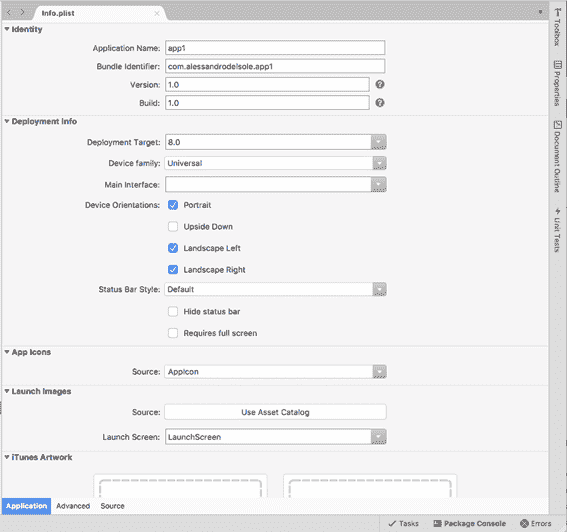 Info.plist
Identity
Application Name: app1
Bundle Identifier: com.alessandrodelsole.app1
Version: 1.0
Build: 1.0
Deployment Info
Deployment Target: 8.0
Device family: Universal
Main Interface:
Device Orientations: Portrait
Upside Down
Landscape Left
Landscape Right
Status Bar Style: Default
Hide status bar
Requires full screen
App Icons
Source: AppIcon
Launch Images
Source: Use Asset Catalog
Launch Screen: LaunchScreen
iTunes Artwork
Application Advanced Source
Tasks Package Console Errors
Toolbox
Properties
Document Outline
Unit Tests